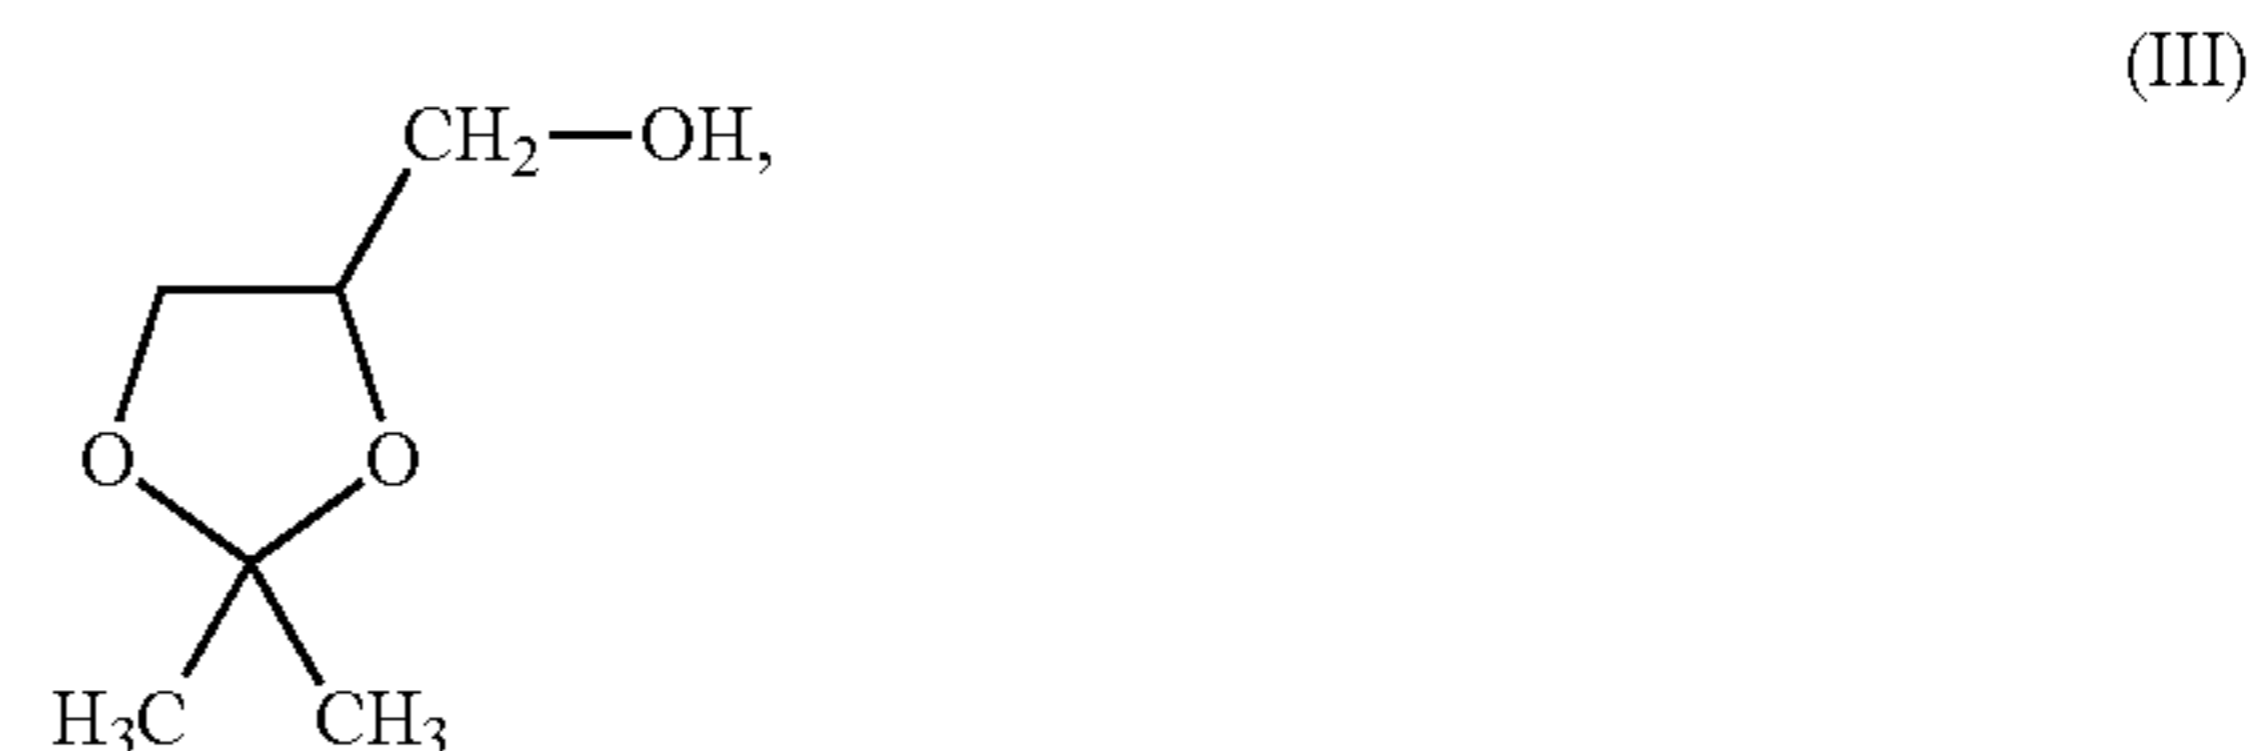 (III)
CH₂—OH,
O O
H₃C CH₃